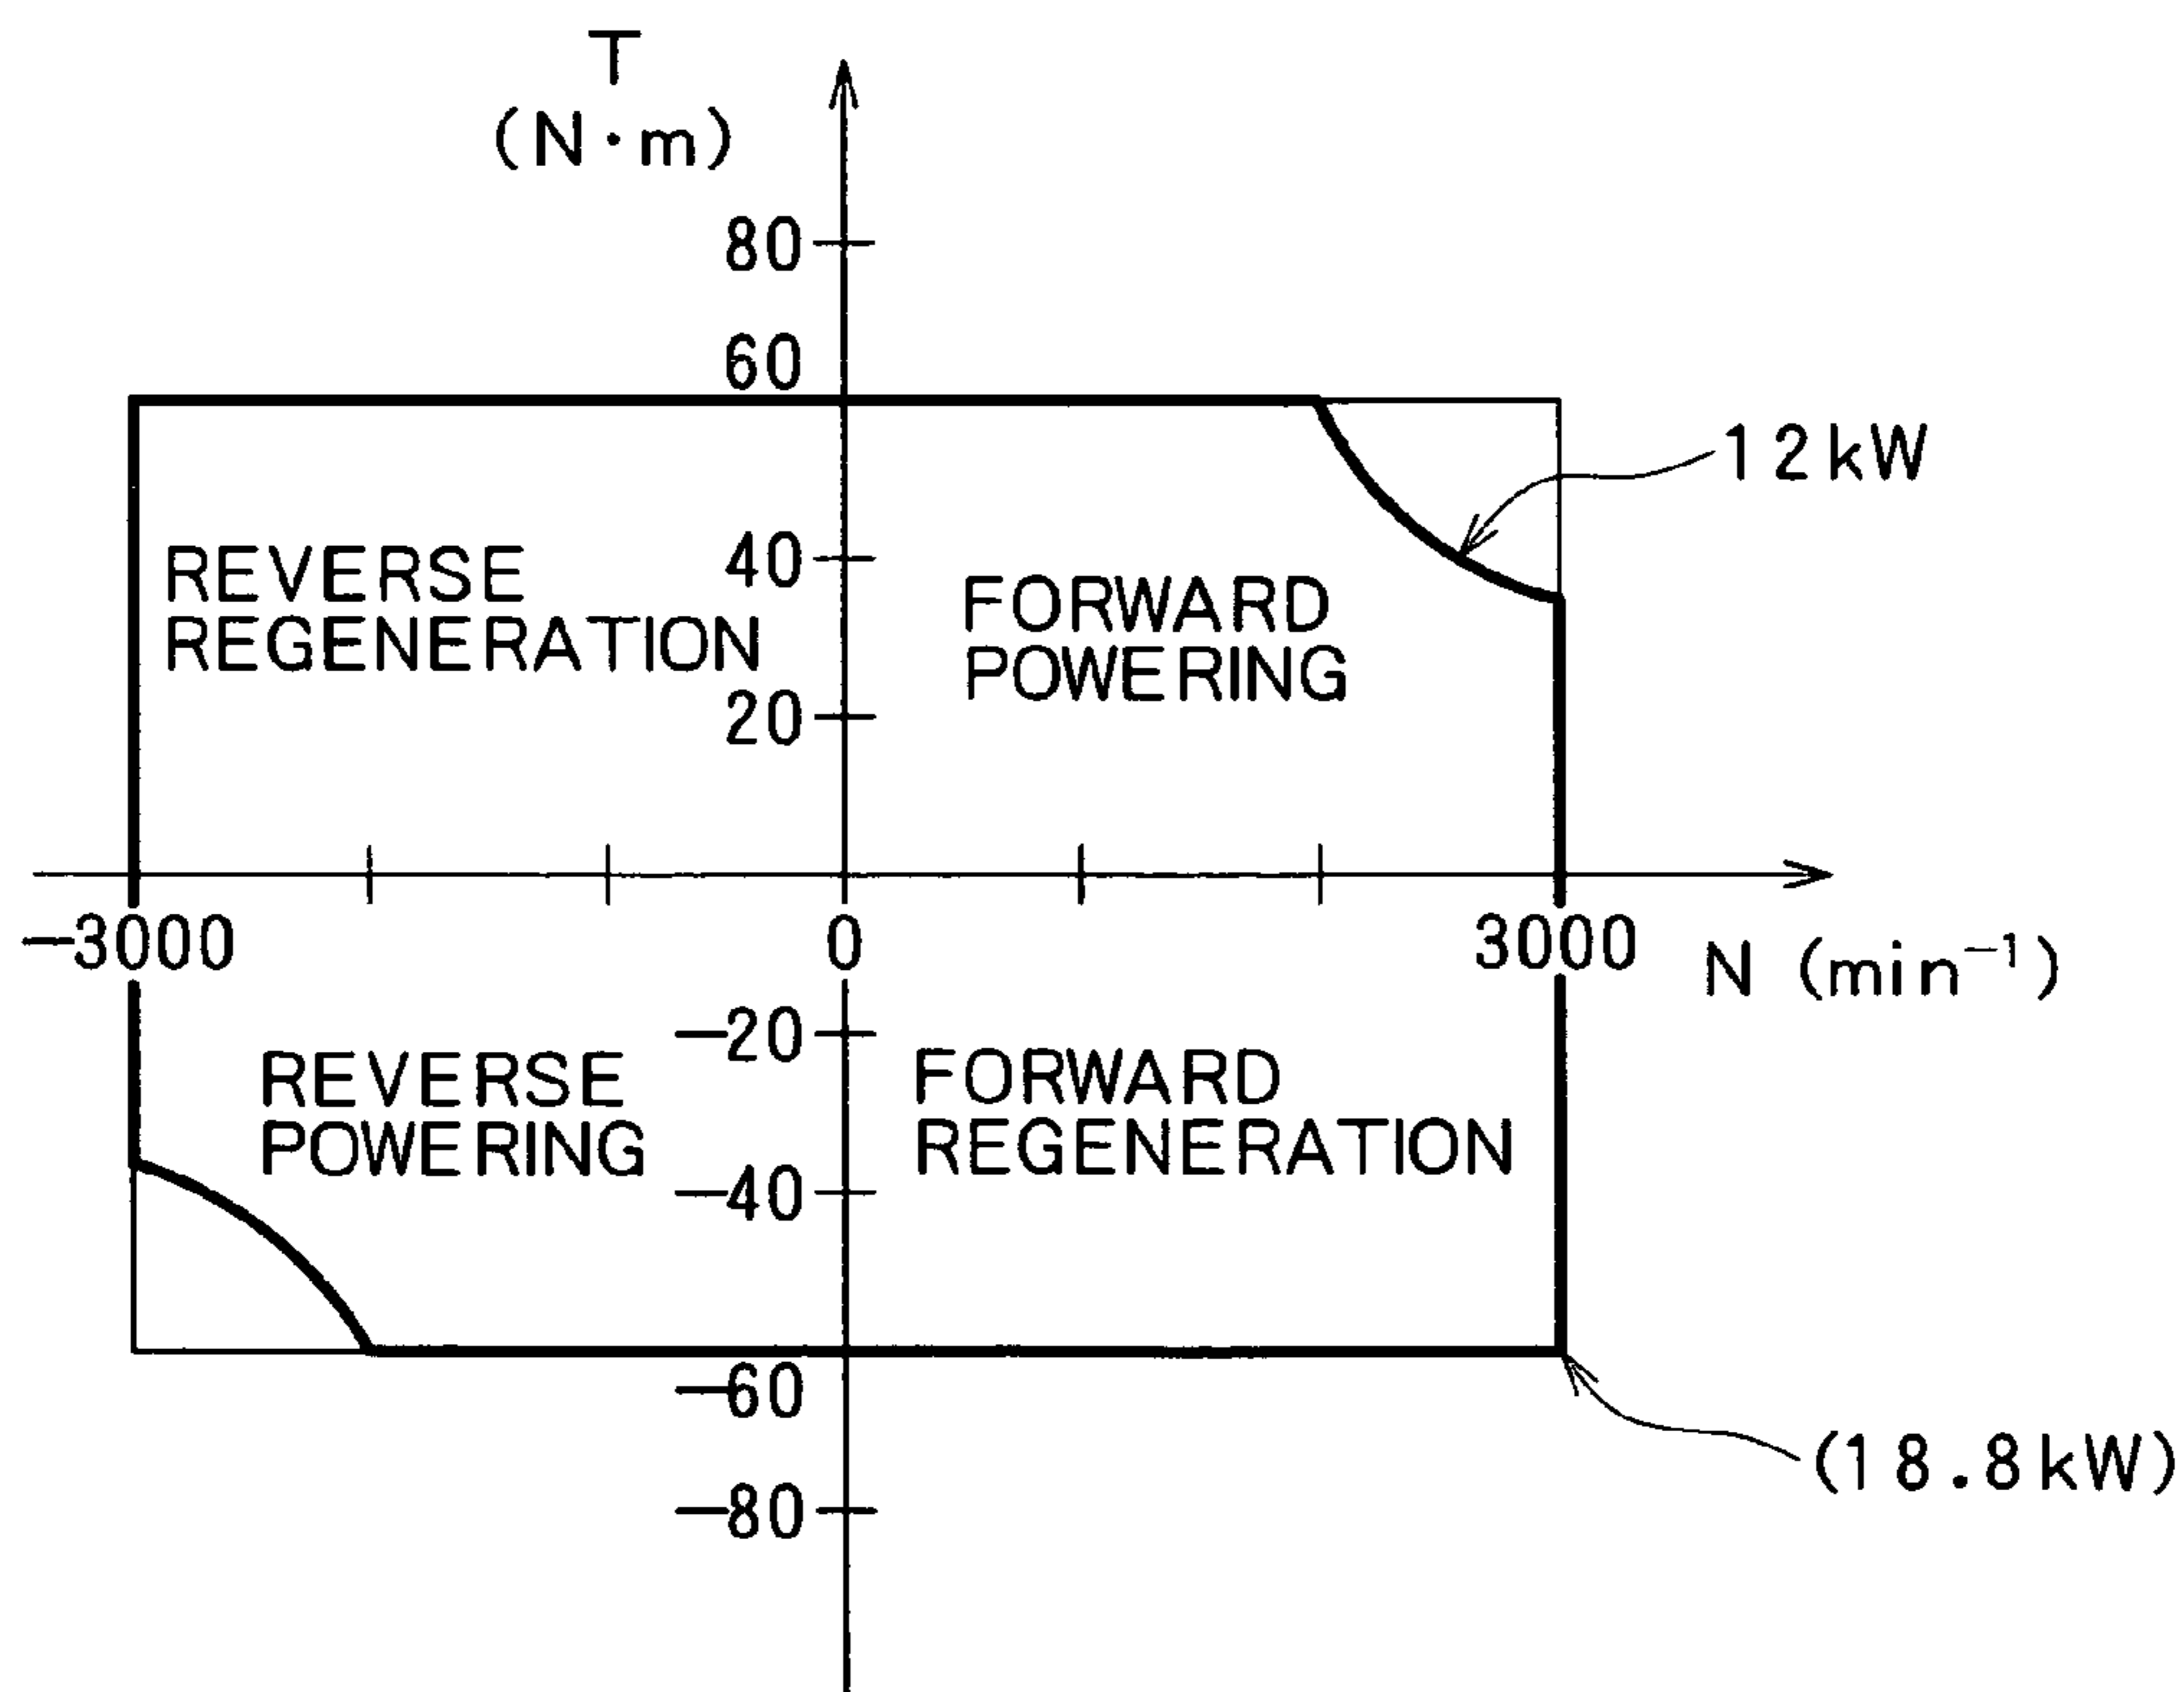 T
(N·m)
80
60
12kW
40
REVERSE
REGENERATION
FORWARD
POWERING
20
-3000
0
3000
N (min⁻¹)
-20
REVERSE
POWERING
FORWARD
REGENERATION
-40
-60
(18.8kW)
-80